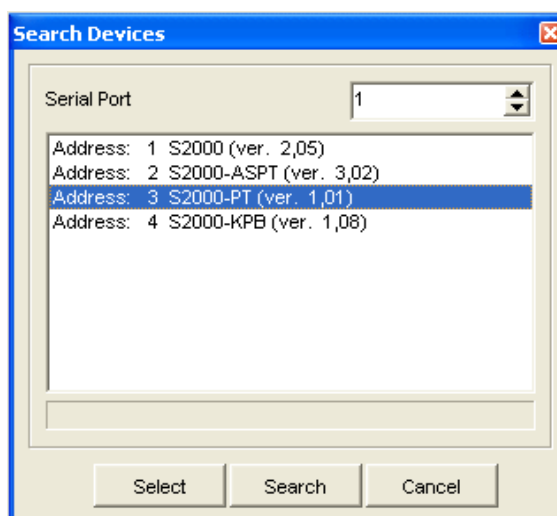 Search Devices
Serial Port 1
Address: 1 S2000 (ver. 2,05)
Address: 2 S2000-ASPT (ver. 3,02)
Address: 3 S2000-PT (ver. 1,01)
Address: 4 S2000-KPB (ver. 1,08)
Select Search Cancel